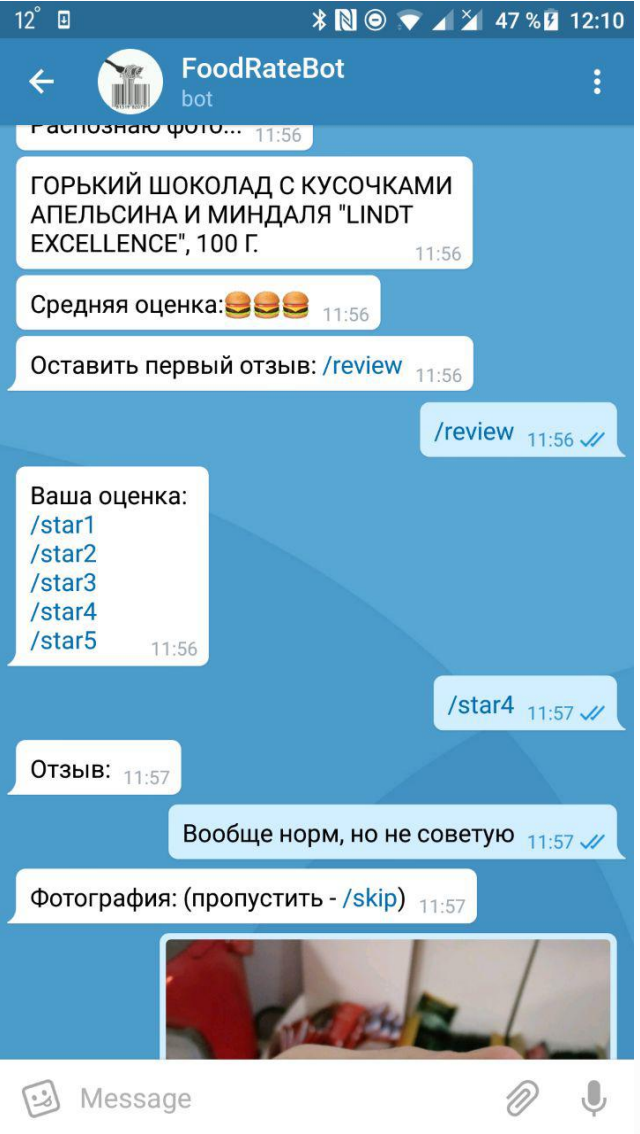 12°
47 % 12:10
FoodRateBot
bot
Распознаю фото... 11:56
ГОРЬКИЙ ШОКОЛАД С КУСОЧКАМИ
АПЕЛЬСИНА И МИНДАЛЯ "LINDT
EXCELLENCE", 100 Г. 11:56
Средняя оценка:🍔🍔🍔 11:56
Оставить первый отзыв: /review 11:56
/review 11:56
Ваша оценка:
/star1
/star2
/star3
/star4
/star5 11:56
/star4 11:57
Отзыв: 11:57
Вообще норм, но не советую 11:57
Фотография: (пропустить - /skip) 11:57
Message